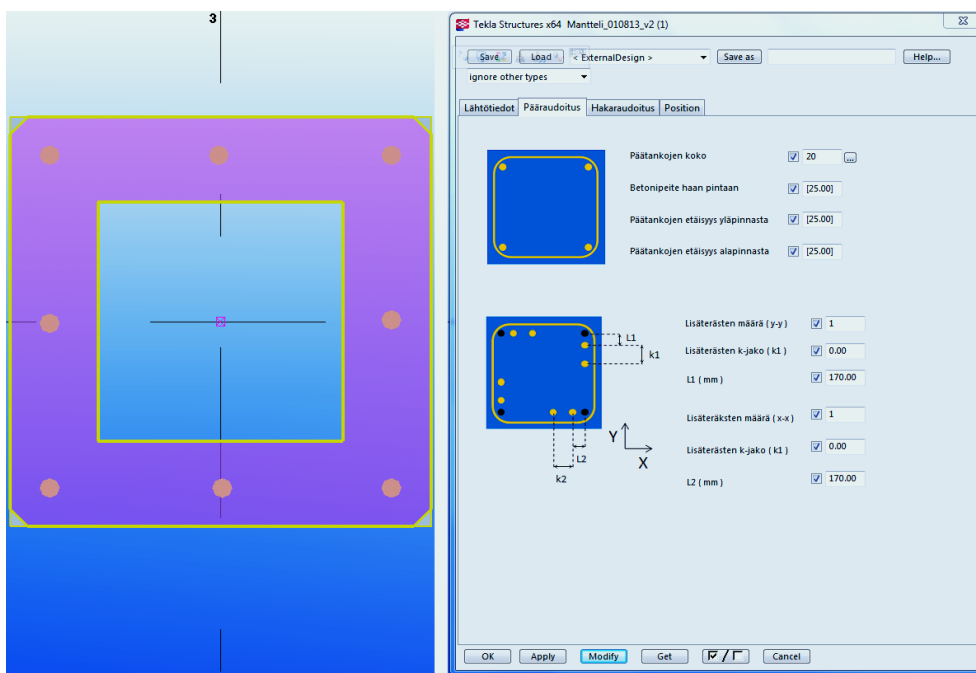 3
Tekla Structures x64 Mantteli_010813_v2 (1)
Save Load < ExternalDesign > Save as Help...
ignore other types
Lähtötiedot Pääraudoitus Hakaraudoitus Position
Päätankojen koko 20 ...
Betonipeite haan pintaan [25.00]
Päätankojen etäisyys yläpinnasta [25.00]
Päätankojen etäisyys alapinnasta [25.00]
Lisäterästen määrä ( y-y ) 1
L1
k1
Lisäterästen k-jako ( k1 ) 0.00
L1 ( mm ) 170.00
Lisäteräksten määrä ( x-x ) 1
Y
X
L2
k2
Lisäterästen k-jako ( k1 ) 0.00
L2 ( mm ) 170.00
OK Apply Modify Get / Cancel